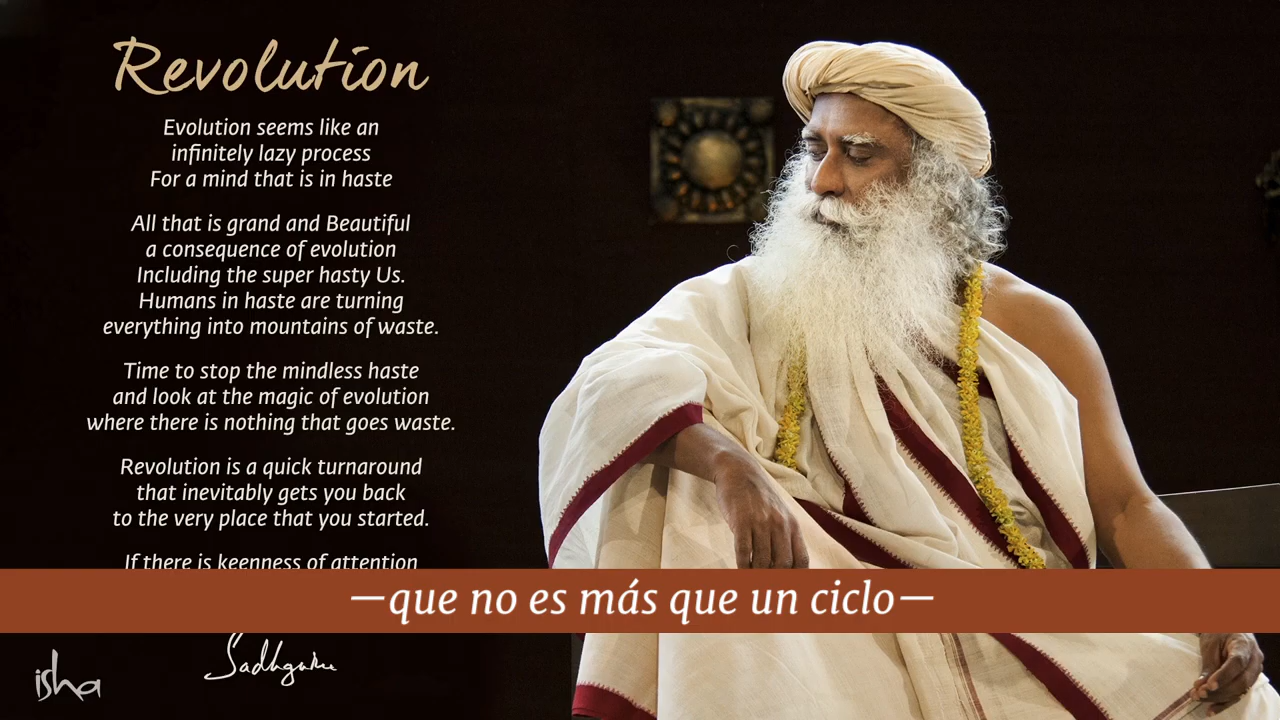 Revolution
Evolution seems like an
infinitely lazy process
For a mind that is in haste
All that is grand and Beautiful
a consequence of evolution
Including the super hasty Us.
Humans in haste are turning
everything into mountains of waste.
Time to stop the mindless haste
and look at the magic of evolution
where there is nothing that goes waste.
Revolution is a quick turnaround
that inevitably gets you back
to the very place that you started.
If there is keenness of attention
—que no es más que un ciclo—
Sadhguru
isha